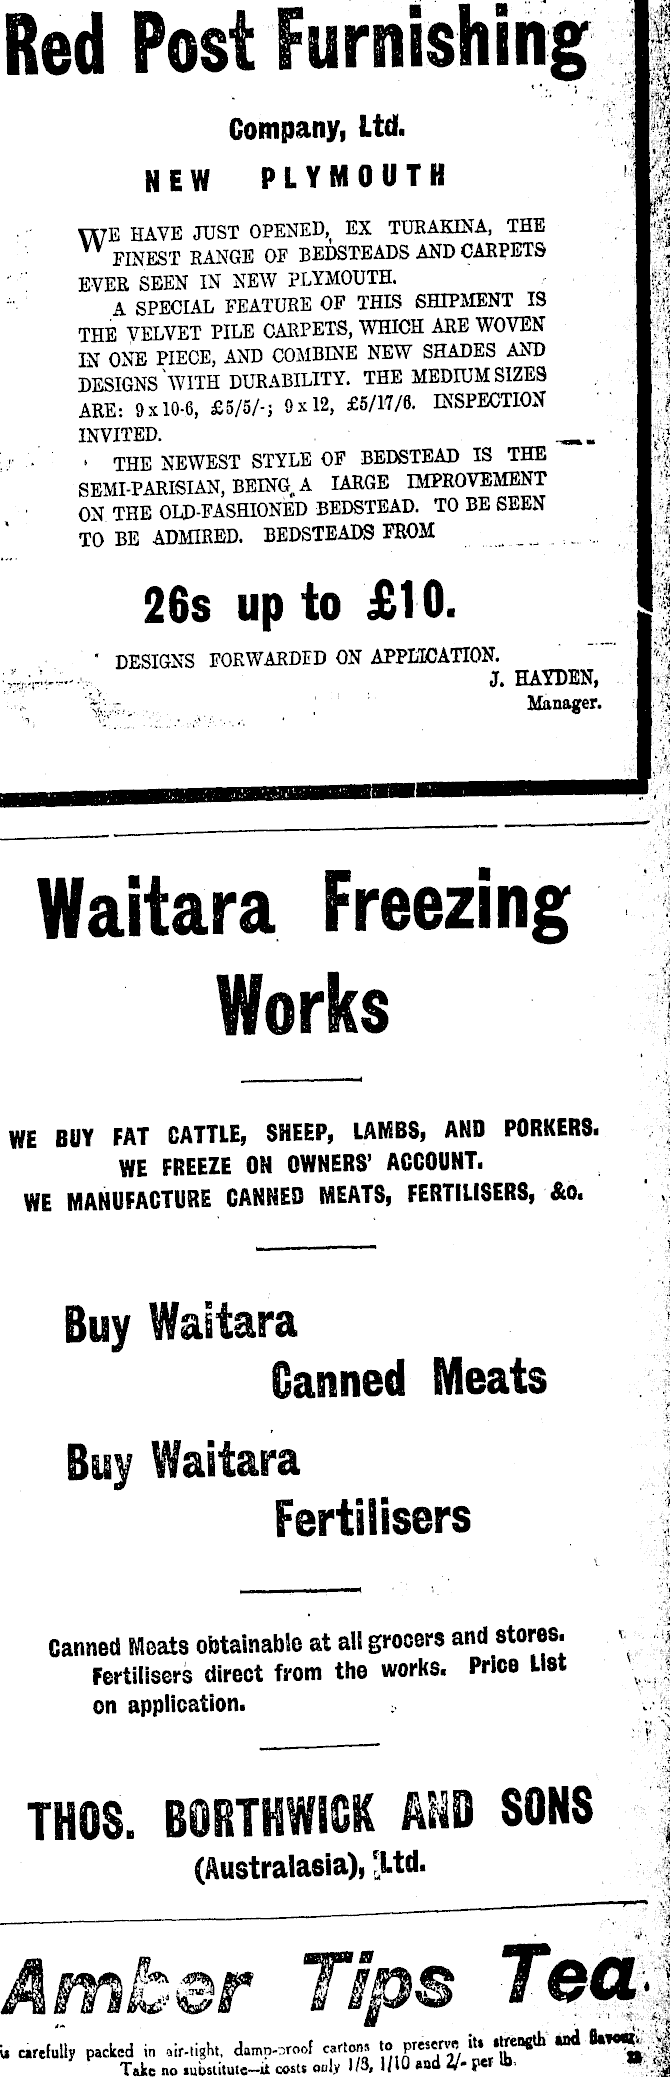 Red Post Furnishing
Company, Ltd.
NEW PLYMOUTH
WE HAVE JUST OPENED, EX TURAKINA, THE
FINEST RANGE OF BEDSTEADS AND CARPETS
EVER SEEN IN NEW PLYMOUTH.
A SPECIAL FEATURE OF THIS SHIPMENT IS
THE VELVET PILE CARPETS, WHICH ARE WOVEN
IN ONE PIECE, AND COMBINE NEW SHADES AND
DESIGNS WITH DURABILITY. THE MEDIUM SIZES
ARE: 9 x 10-6, £5/5/-; 9 x 12, £5/17/6. INSPECTION
INVITED.
THE NEWEST STYLE OF BEDSTEAD IS THE
SEMI-PARISIAN, BEING A LARGE IMPROVEMENT
ON THE OLD-FASHIONED BEDSTEAD. TO BE SEEN
TO BE ADMIRED. BEDSTEADS FROM
26s up to £10.
DESIGNS FORWARDED ON APPLICATION.
J. HAYDEN,
Manager.
Waitara Freezing
Works
WE BUY FAT CATTLE, SHEEP, LAMBS, AND PORKERS.
WE FREEZE ON OWNERS' ACCOUNT.
WE MANUFACTURE CANNED MEATS, FERTILISERS, &c.
Buy Waitara
Canned Meats
Buy Waitara
Fertilisers
Canned Meats obtainable at all grocers and stores.
Fertilisers direct from the works. Price List
on application.
THOS. BORTHWICK AND SONS
(Australasia), Ltd.
Amber Tips Tea.
is carefully packed in air-tight, damp-proof cartons to preserve its strength and flavour.
Take no substitute—it costs only 1/8, 1/10 and 2/- per lb.